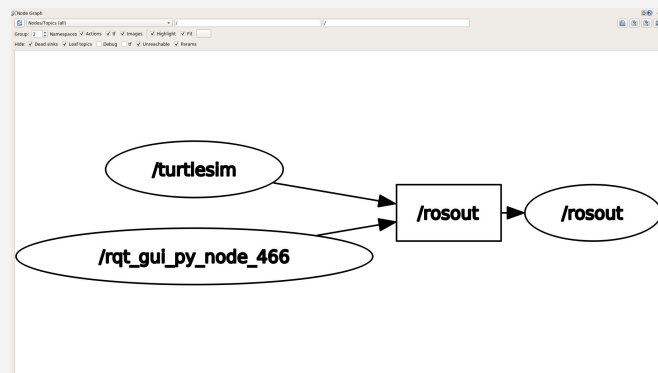 Node Graph
Nodes/Topics (all) / /
Group: 2 Namespaces Actions tf Images Highlight Fit
Hide: Dead sinks Leaf topics Debug tf Unreachable Params
/turtlesim
/rosout
/rosout
/rqt_gui_py_node_466